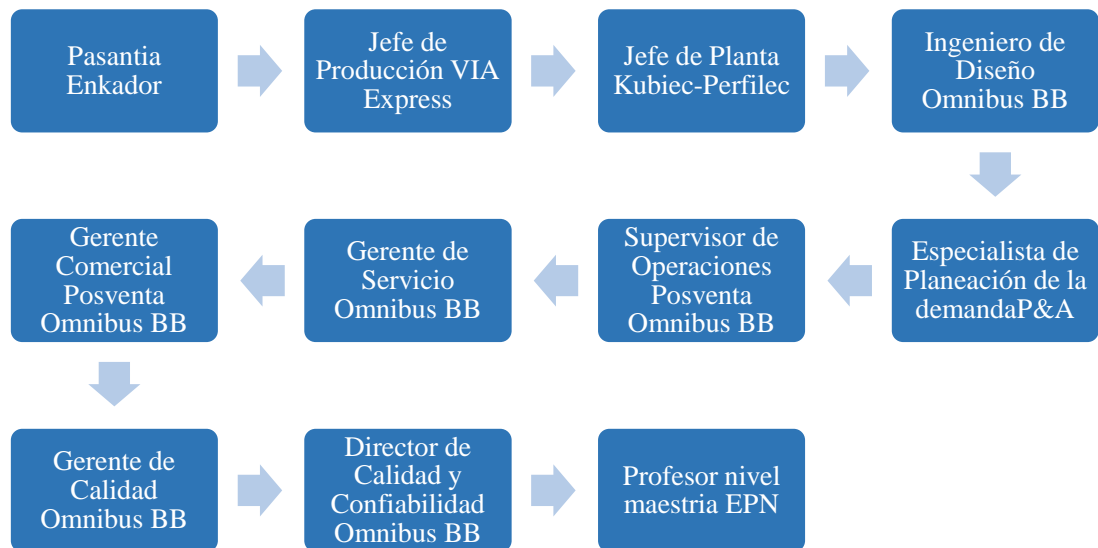 Pasantia
Enkador
Jefe de
Producción VIA
Express
Jefe de Planta
Kubiec-Perfilec
Ingeniero de
Diseño
Omnibus BB
Especialista de
Planeación de la
demandaP&A
Supervisor de
Operaciones
Posventa
Omnibus BB
Gerente de
Servicio
Omnibus BB
Gerente
Comercial
Posventa
Omnibus BB
Gerente de
Calidad
Omnibus BB
Director de
Calidad y
Confiabilidad
Omnibus BB
Profesor nivel
maestria EPN